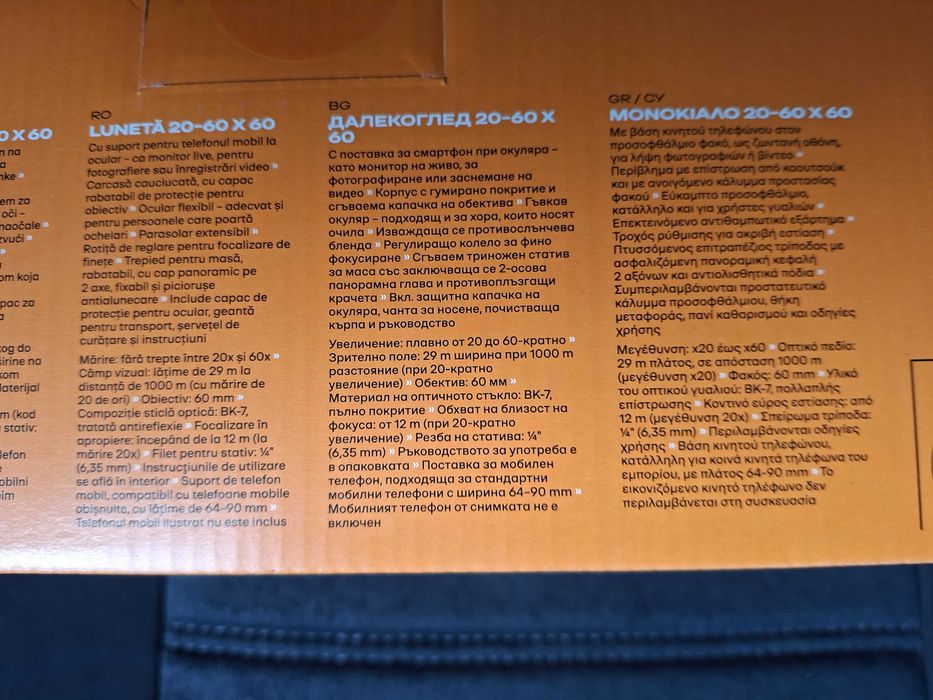 0 X 60
RO
LUNETĂ 20-60 X 60
Cu suport pentru telefonul mobil la
ocular – ca monitor live, pentru
fotografiere sau înregistrări video »
Carcasă cauciucată, cu capac
rabatabil de protecție pentru
obiectiv » Ocular flexibil – adecvat și
pentru persoanele care poartă
ochelari » Parasolar extensibil »
Rotiță de reglare pentru focalizare de
finețe » Trepied pentru masă,
rabatabil, cu cap panoramic pe
2 axe, fixabil și piciorușe
antialunecare » Include capac de
protecție pentru ocular, geantă
pentru transport, șervețel de
curățare și instrucțiuni
Mărire: fără trepte între 20x și 60x »
Câmp vizual: lățime de 29 m la
distanță de 1000 m (cu mărire de
20 de ori) » Obiectiv: 60 mm »
Compoziție sticlă optică: BK-7,
tratată antireflexie » Focalizare în
apropiere: începând de la 12 m (la
mărire 20x) » Filet pentru stativ: ¼"
(6,35 mm) » Instrucțiunile de utilizare
se află în interior » Suport de telefon
mobil, compatibil cu telefoane mobile
obișnuite, cu lățime de 64–90 mm »
Telefonul mobil ilustrat nu este inclus
BG
ДАЛЕКОГЛЕД 20-60 X
60
С поставка за смартфон при окуляра –
като монитор на живо, за
фотографиране или заснемане на
видео » Корпус с гумирано покритие и
сгъваема капачка на обектива » Гъвкав
окуляр – подходящ и за хора, които носят
очила » Изваждаща се противослънчева
бленда » Регулиращо колело за фино
фокусиране » Сгъваем триножен статив
за маса със заключваща се 2-осова
панорамна глава и противоплъзгащи
крачета » Вкл. защитна капачка на
окуляра, чанта за носене, почистваща
кърпа и ръководство
Увеличение: плавно от 20 до 60-кратно »
Зрително поле: 29 m ширина при 1000 m
разстояние (при 20-кратно
увеличение) » Обектив: 60 мм »
Материал на оптичното стъкло: BK-7,
пълно покритие » Обхват на близост на
фокуса: от 12 m (при 20-кратно
увеличение) » Резба на статива: ¼"
(6,35 mm) » Ръководството за употреба е
в опаковката » Поставка за мобилен
телефон, подходяща за стандартни
мобилни телефони с ширина 64–90 mm »
Мобилният телефон от снимката не е
включен
GR / CY
ΜΟΝΟΚΙΑΛΟ 20-60 X 60
Με βάση κινητού τηλεφώνου στον
προσοφθάλμιο φακό, ως ζωντανή οθόνη,
για λήψη φωτογραφιών ή βίντεο »
Περίβλημα με επίστρωση από καουτσούκ
και με ανοιγόμενο κάλυμμα προστασίας
φακού » Εύκαμπτο προσοφθάλμιο,
κατάλληλο και για χρήστες γυαλιών »
Επεκτεινόμενο αντιθαμπωτικό εξάρτημα »
Τροχός ρύθμισης για ακριβή εστίαση »
Πτυσσόμενος επιτραπέζιος τρίποδας με
ασφαλιζόμενη πανοραμική κεφαλή
2 αξόνων και αντιολισθητικά πόδια »
Συμπεριλαμβάνονται προστατευτικό
κάλυμμα προσοφθάλμιου, θήκη
μεταφοράς, πανί καθαρισμού και οδηγίες
χρήσης
Μεγέθυνση: x20 έως x60 » Οπτικό πεδίο:
29 m πλάτος, σε απόσταση 1000 m
(μεγέθυνση x20) » Φακός: 60 mm » Υλικό
του οπτικού γυαλιού: BK-7, πολλαπλής
επίστρωσης » Κοντινό εύρος εστίασης: από
12 m (μεγέθυνση 20x) » Σπείρωμα τρίποδα:
¼" (6,35 mm) » Περιλαμβάνονται οδηγίες
χρήσης » Βάση κινητού τηλεφώνου,
κατάλληλη για κοινά κινητά τηλέφωνα του
εμπορίου, με πλάτος 64-90 mm » Το
εικονιζόμενο κινητό τηλέφωνο δεν
περιλαμβάνεται στη συσκευασία